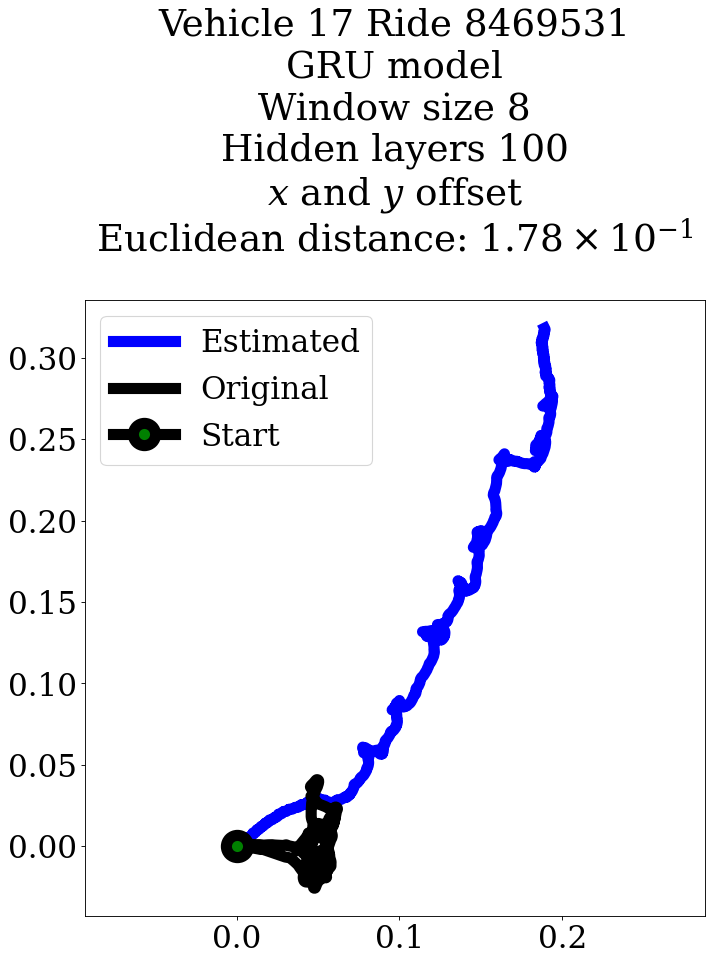 Vehicle 17 Ride 8469531
GRU model
Window size 8
Hidden layers 100
x and y offset
Euclidean distance: 1.78 × 10⁻¹
Estimated
Original
Start
0.30
0.25
0.20
0.15
0.10
0.05
0.00
0.0 0.1 0.2